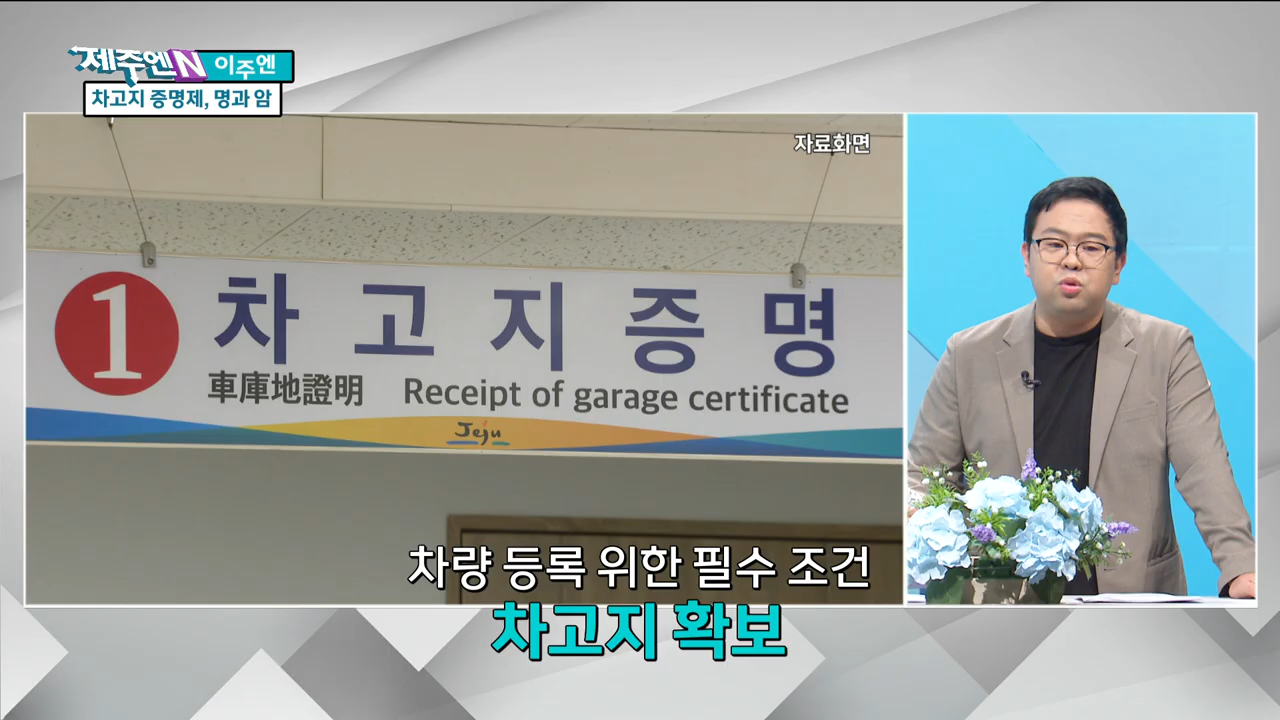 제주엔N 이주엔
차고지 증명제, 명과 암
자료화면
1 차고지증명
車庫地證明 Receipt of garage certificate
Jeju
차량 등록 위한 필수 조건
차고지 확보